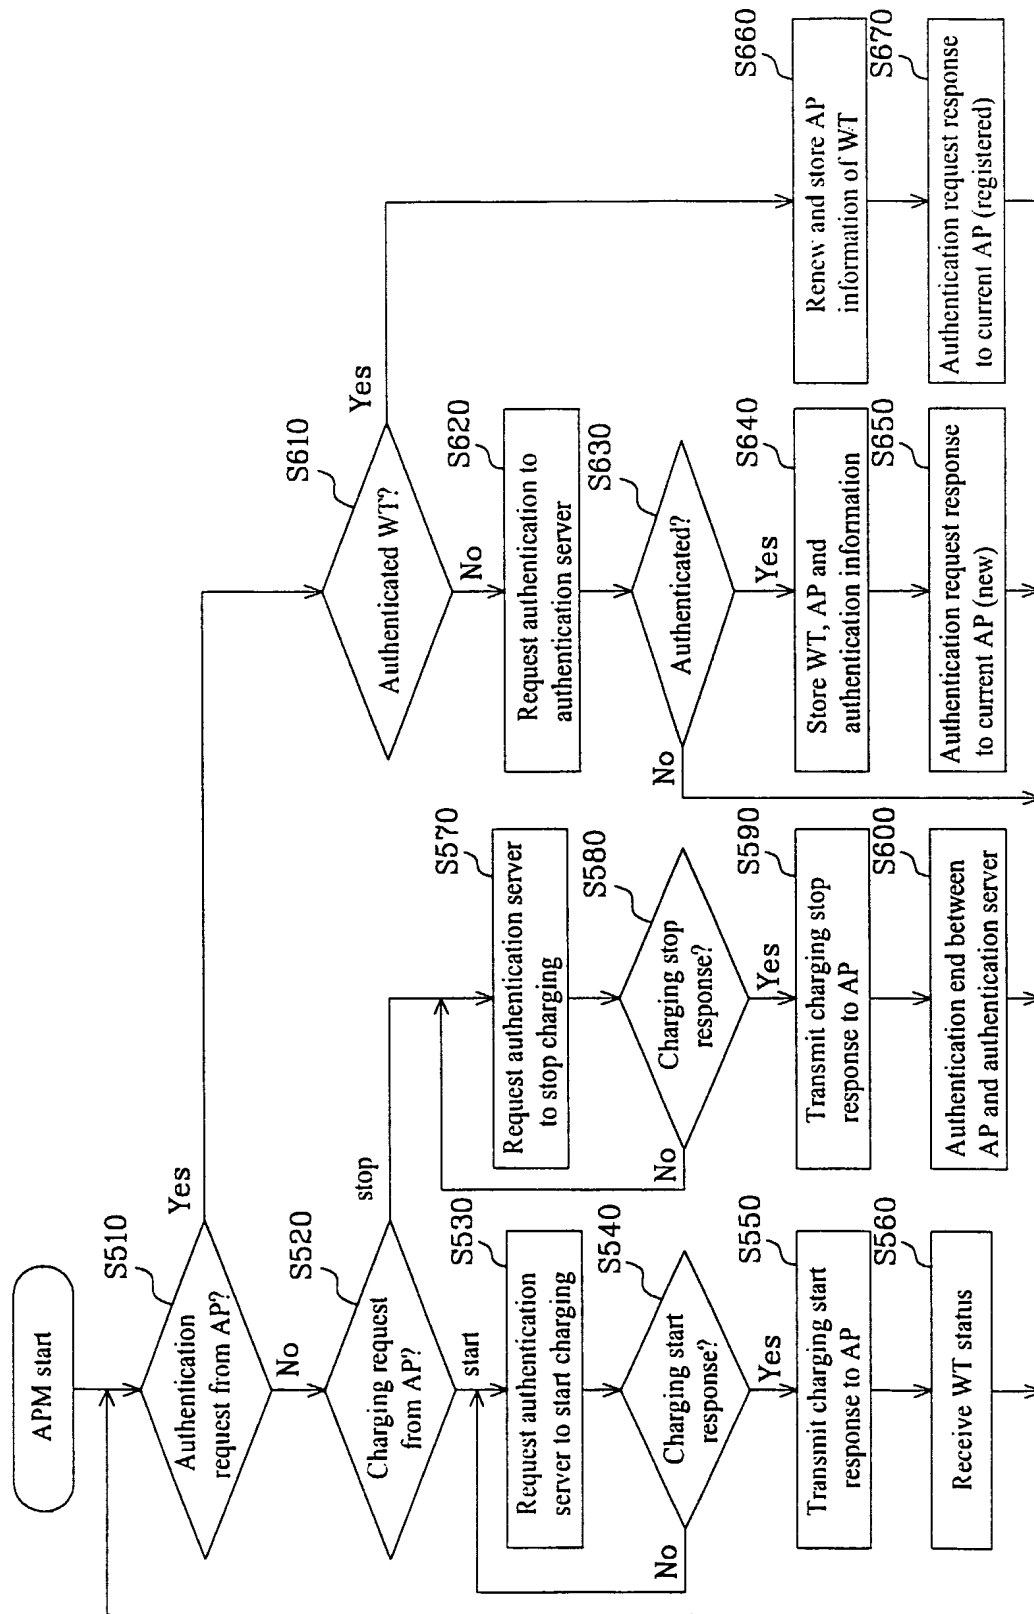 APM start
S510
Authentication
request from AP?
Yes
No
S520
Charging request
from AP?
stop
start
S530
Request authentication
server to start charging
S540
Charging start
response?
No
Yes
S550
Transmit charging start
response to AP
S560
Receive WT status
S570
Request authentication server
to stop charging
S580
Charging stop
response?
No
Yes
S590
Transmit charging stop
response to AP
S600
Authentication end between
AP and authentication server
S610
Authenticated WT?
Yes
No
S620
Request authentication to
authentication server
S630
Authenticated?
No
Yes
S640
Store WT, AP and
authentication information
S650
Authentication request response
to current AP (new)
S660
Renew and store AP
information of WT
S670
Authentication request response
to current AP (registered)